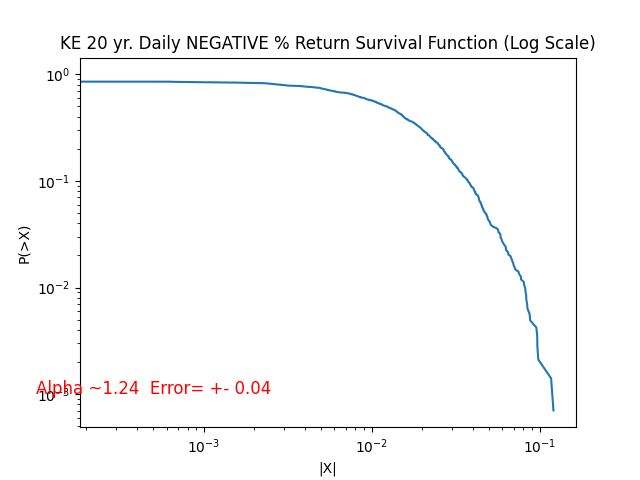 KE 20 yr. Daily NEGATIVE % Return Survival Function (Log Scale)
10⁰
10⁻¹
10⁻²
10⁻³
P(>X)
Alpha ~1.24  Error= +- 0.04
10⁻³
10⁻²
10⁻¹
|X|